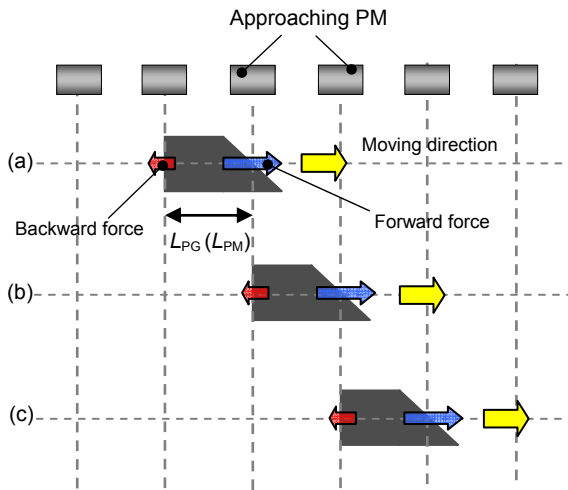 Approaching PM
(a)
Moving direction
Backward force
Forward force
L_PG (L_PM)
(b)
(c)